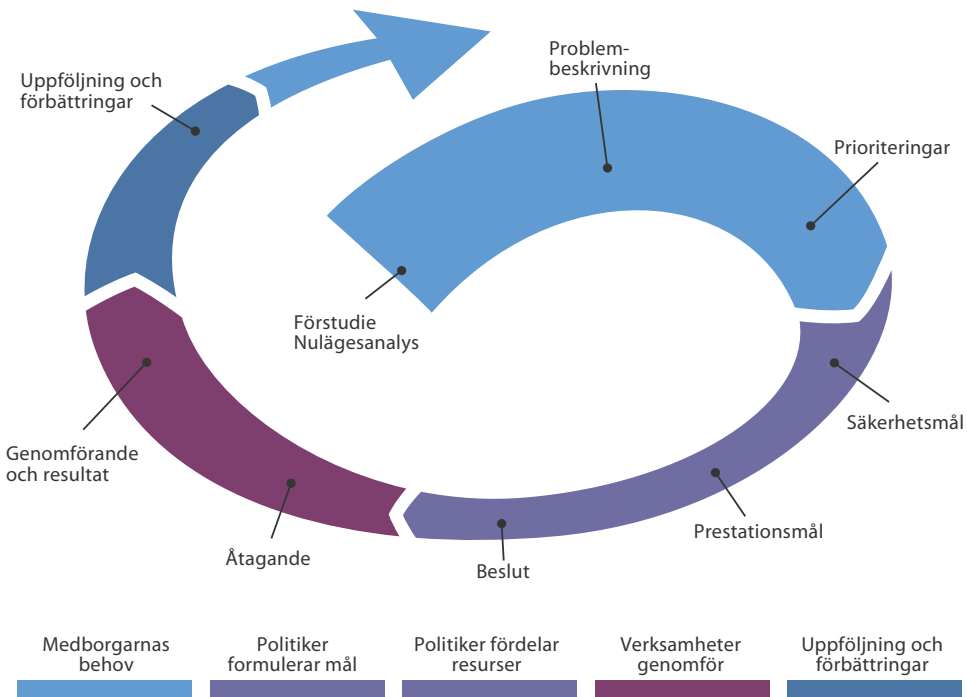 Problem-
beskrivning
Uppföljning och
förbättringar
Prioriteringar
Förstudie
Nulägesanalys
Säkerhetsmål
Genomförande
och resultat
Prestationsmål
Åtagande
Beslut
Medborgarnas
behov
Politiker
formulerar mål
Politiker fördelar
resurser
Verksamheter
genomför
Uppföljning och
förbättringar